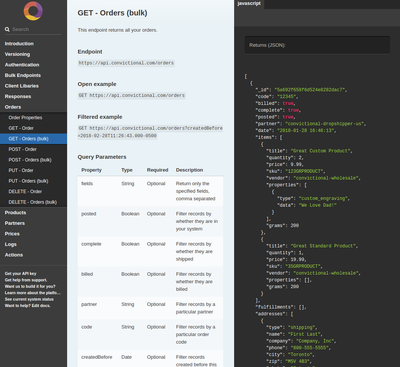 Search
Introduction
Versioning
Authentication
Bulk Endpoints
Client Libaries
Responses
Orders
Order Properties
GET - Order
GET - Orders (bulk)
POST - Order
POST - Orders (bulk)
PUT - Order
PUT - Orders (bulk)
DELETE - Order
DELETE - Orders (bulk)
Products
Partners
Prices
Logs
Actions
Get your API key
Get help from support.
Want us to build it for you?
Learn more about the platfo...
See current system status
Want to help? Edit docs.
GET - Orders (bulk)
This endpoint returns all your orders.
Endpoint
https://api.convictional.com/orders
Open example
GET https://api.convictional.com/orders
Filtered example
GET https://api.convictional.com/orders?createdBefore
=2018-02-28T11:26:43.000-0500
Query Parameters
Property Type Required Description
fields String Optional Return only the
specified fields,
comma separated
posted Boolean Optional Filter records by
whether they are in
your system
complete Boolean Optional Filter records by
whether they are
shipped
billed Boolean Optional Filter records by
whether they are
billed
partner String Optional Filter records by a
particular partner
code String Optional Filter records by a
particular order
code
createdBefore Date Optional Filter records
created before this
javascript
Returns (JSON):
[
{
"code": "12345",
"billed": true,
"complete": true,
"posted": true,
"partner": "convictional-dropshipper-us",
"date": "2018-01-28 16:46:13",
"items": [
{
"title": "Great Custom Product",
"quantity": 2,
"price": 9.99,
"sku": "123SRPRODUCT",
"vendor": "convictional-wholesale",
"properties": [
{
"type": "custom_engraving",
"data": "We Love Dad!"
}
],
"grams": 200
},
{
"title": "Great Standard Product",
"quantity": 1,
"price": 19.99,
"vendor": "convictional-wholesale",
"properties": [],
"grams": 200
}
],
"fulfillments": [],
"addresses": [
{
"type": "shipping",
"name": "First Last",
"company": "Company, Inc",
"phone": "800-555-5555",
"city": "Toronto",
"zip": "M5V 4B3",